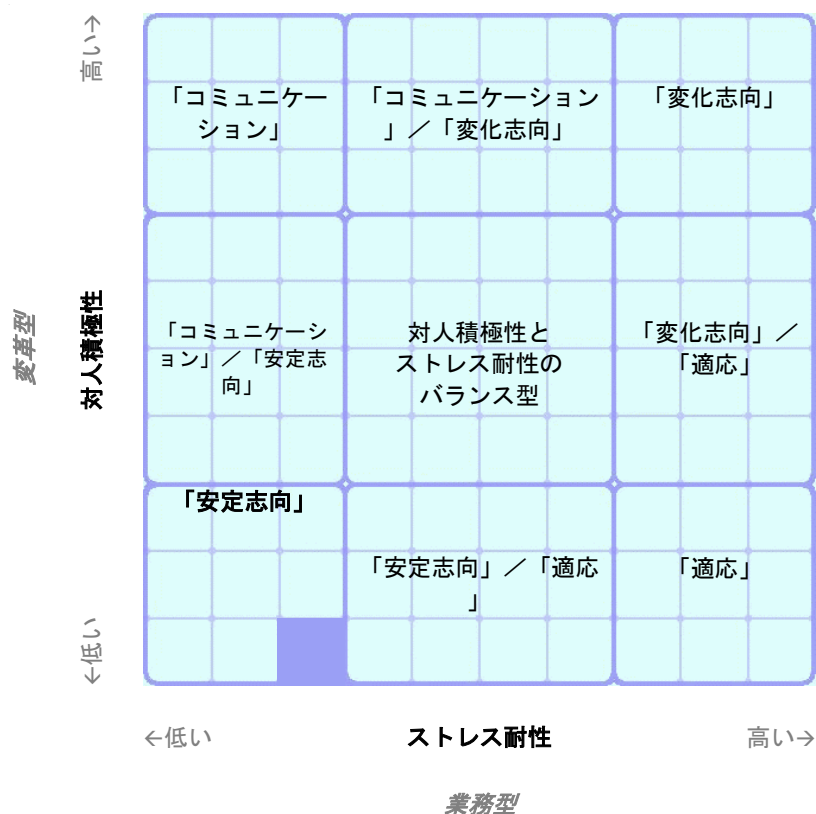 高い→
「コミュニケー
ション」
「コミュニケーション
」／「変化志向」
「変化志向」
変革型
対人積極性
「コミュニケーシ
ョン」／「安定志
向」
対人積極性と
ストレス耐性の
バランス型
「変化志向」／
「適応」
「安定志向」
「安定志向」／「適応
」
「適応」
←低い
←低い
ストレス耐性
高い→
業務型